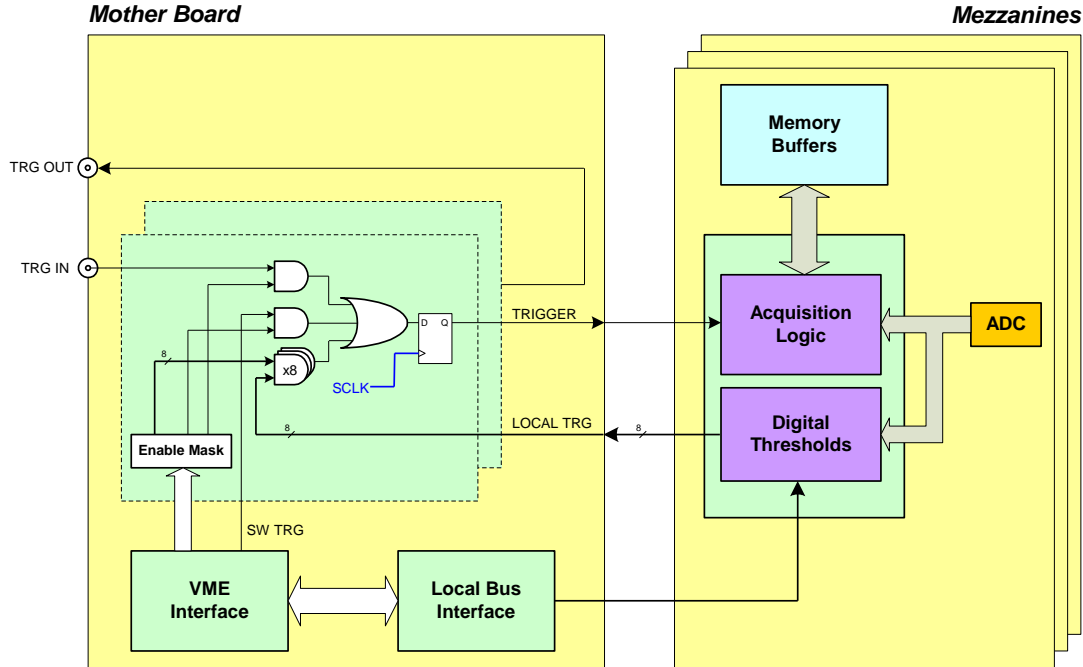 Mother Board
Mezzanines
Memory
Buffers
TRG OUT
TRG IN
D Q
TRIGGER
Acquisition
Logic
ADC
8
x8
SCLK
8
LOCAL TRG
8
Digital
Thresholds
Enable Mask
SW TRG
VME
Interface
Local Bus
Interface